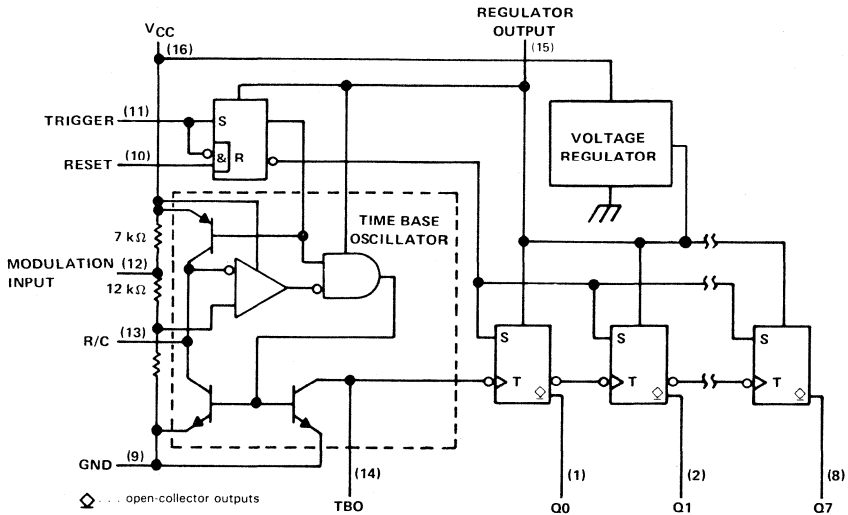 REGULATOR
OUTPUT
VCC
(16)
(15)
TRIGGER (11)
S
& R
RESET (10)
VOLTAGE
REGULATOR
TIME BASE
OSCILLATOR
7 kΩ
MODULATION (12)
INPUT
12 kΩ
R/C (13)
S
S
S
T
T
T
GND (9)
(14)
(1)
(2)
(8)
. . . open-collector outputs
TBO
Q0
Q1
Q7